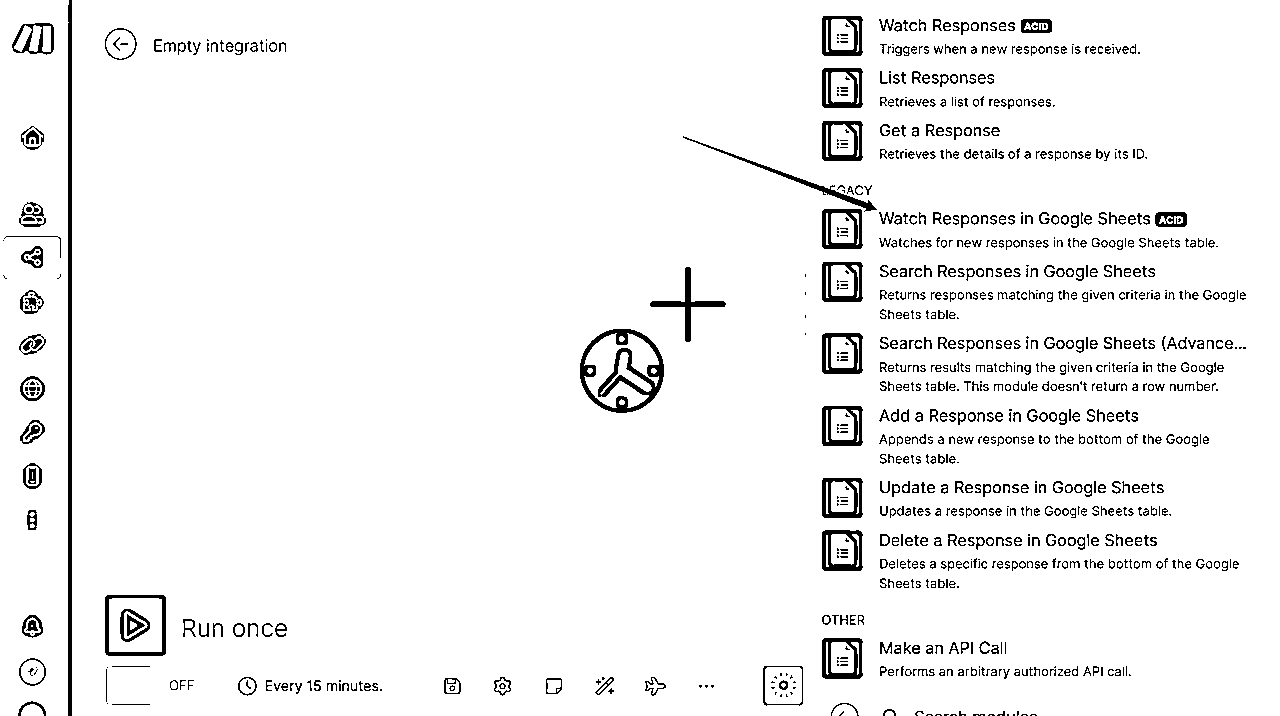 Empty integration
Watch Responses ACID
Triggers when a new response is received.
List Responses
Retrieves a list of responses.
Get a Response
Retrieves the details of a response by its ID.
LEGACY
Watch Responses in Google Sheets ACID
Watches for new responses in the Google Sheets table.
Search Responses in Google Sheets
Returns responses matching the given criteria in the Google
Sheets table.
Search Responses in Google Sheets (Advance...
Returns results matching the given criteria in the Google
Sheets table. This module doesn't return a row number.
Add a Response in Google Sheets
Appends a new response to the bottom of the Google
Sheets table.
Update a Response in Google Sheets
Updates a response in the Google Sheets table.
Delete a Response in Google Sheets
Deletes a specific response from the bottom of the Google
Sheets table.
OTHER
Make an API Call
Performs an arbitrary authorized API call.
Search modules
Run once
OFF
Every 15 minutes.